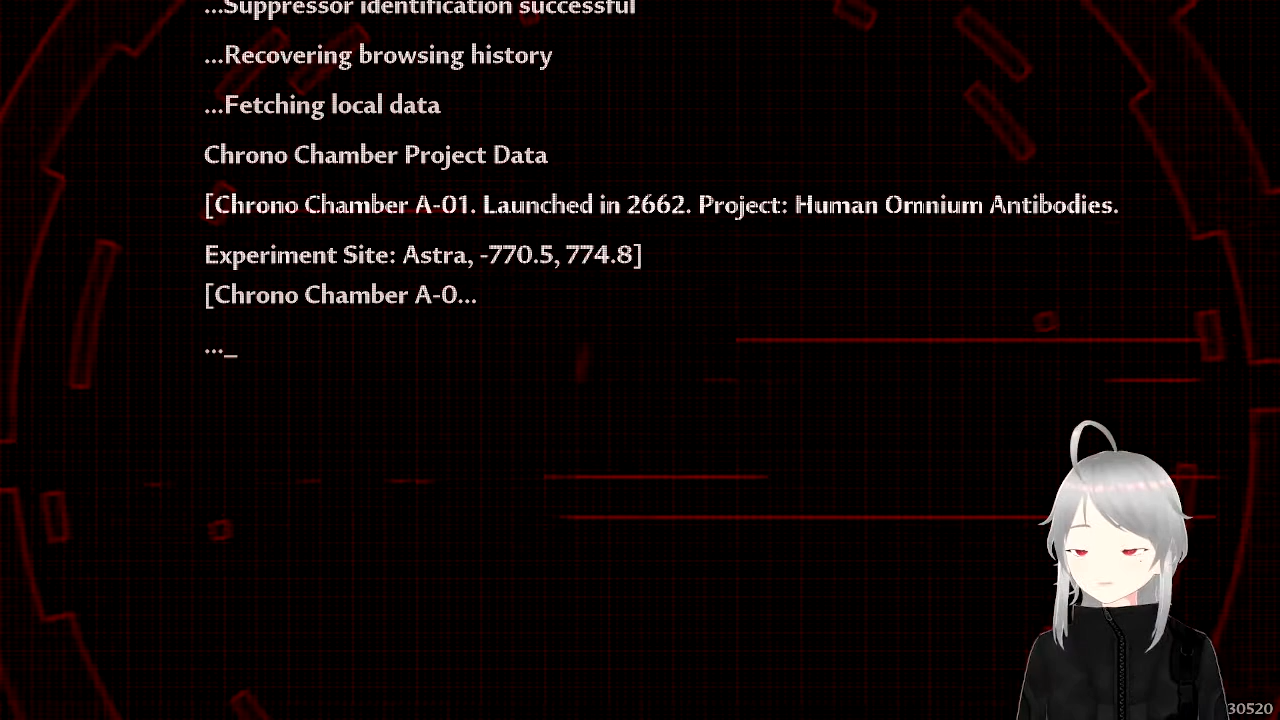 ...Suppressor identification successful
...Recovering browsing history
...Fetching local data
Chrono Chamber Project Data
[Chrono Chamber A-01. Launched in 2662. Project: Human Omnium Antibodies.
Experiment Site: Astra, -770.5, 774.8]
[Chrono Chamber A-0...
..._
30520